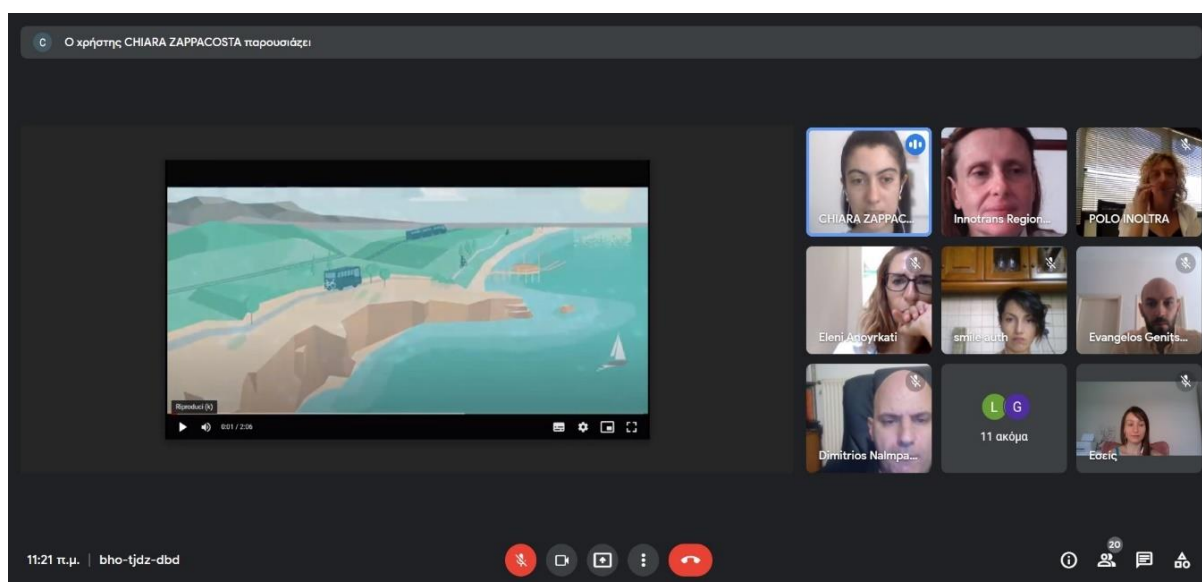 C Ο χρήστης CHIARA ZAPPACOSTA παρουσιάζει
CHIARA ZAPPAC...
Innotrans Region...
POLO INOLTRA
Eleni Anoyrkati
smile auth
Evangelos Genits...
Dimitrios Nalmpa...
L G
11 ακόμα
Εσείς
Riproduci (k)
0:01 / 2:06
11:21 π.μ. | bho-tjdz-dbd
20